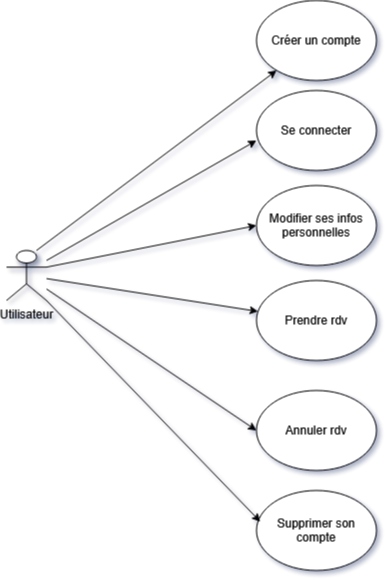 Créer un compte
Se connecter
Modifier ses infos
personnelles
Prendre rdv
Utilisateur
Annuler rdv
Supprimer son
compte